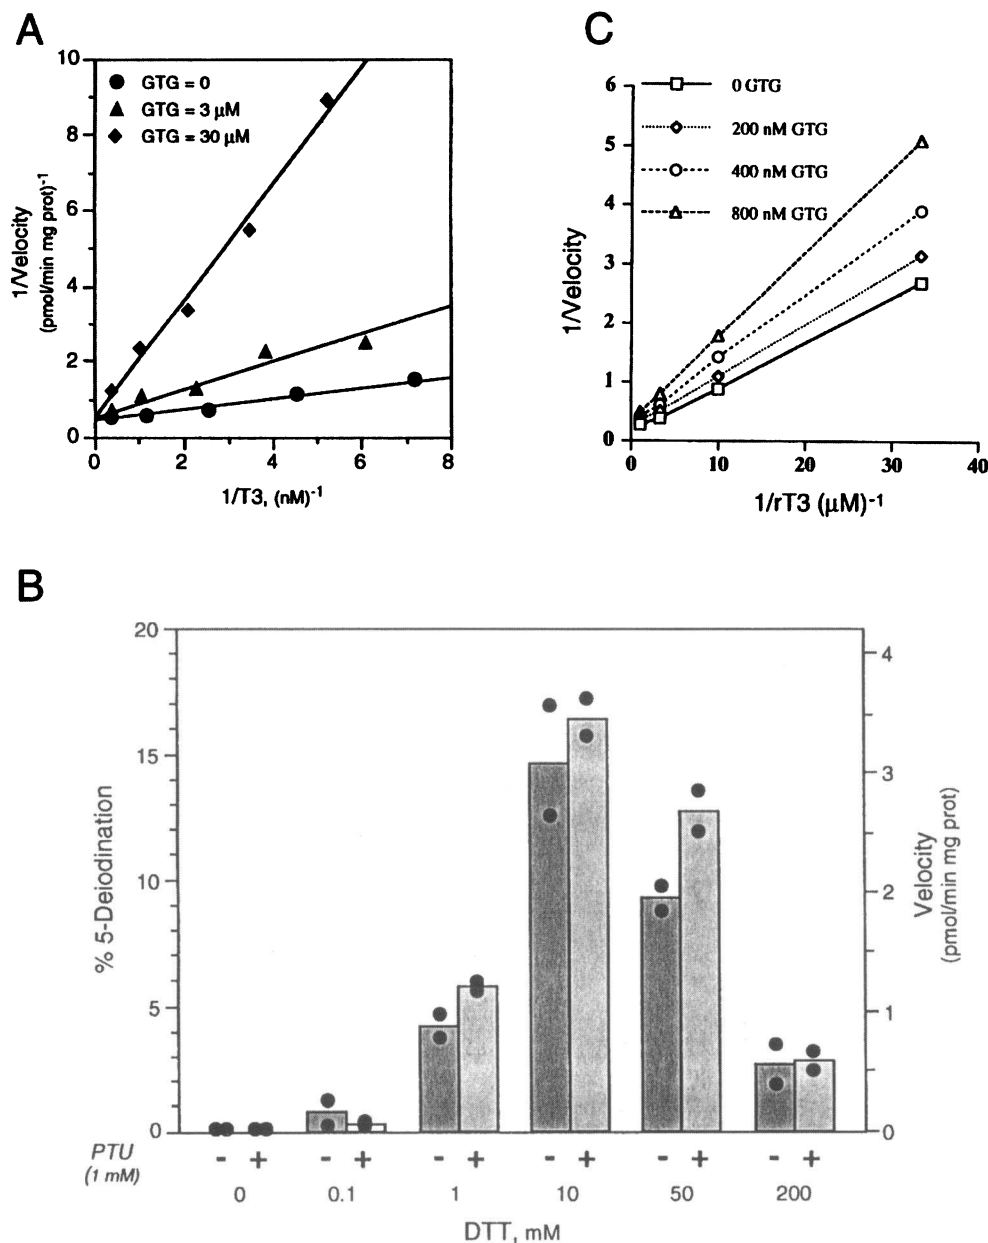 A
10
8
6
4
2
0
0
2
4
6
8
GTG = 0
GTG = 3 µM
GTG = 30 µM
1/Velocity
(pmol/min mg prot)-1
1/T3, (nM)-1
C
6
5
4
3
2
1
0
0
10
20
30
40
0 GTG
200 nM GTG
400 nM GTG
800 nM GTG
1/Velocity
1/rT3 (µM)-1
B
20
15
10
5
0
% 5-Deiodination
4
3
2
1
0
Velocity
(pmol/min mg prot)
PTU
(1 mM)
- + - + - + - + - + - +
0 0.1 1 10 50 200
DTT, mM